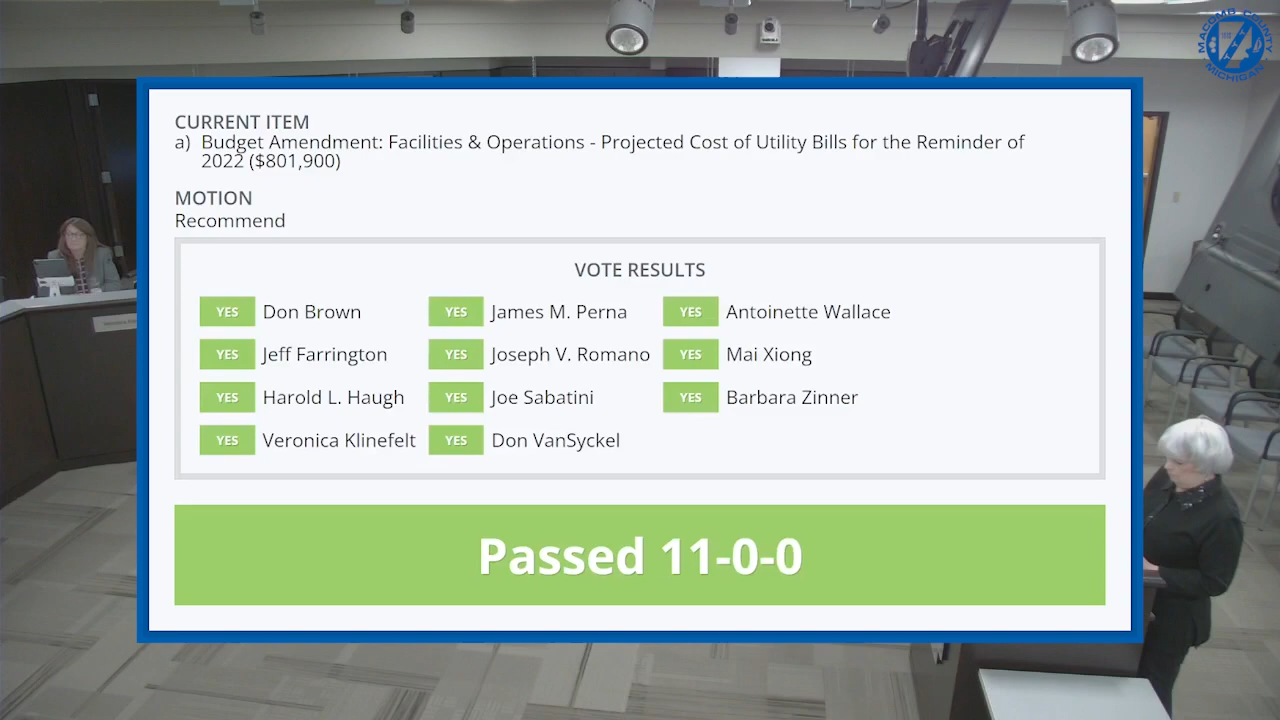 MACOMB COUNTY
MICHIGAN
CURRENT ITEM
a) Budget Amendment: Facilities & Operations - Projected Cost of Utility Bills for the Reminder of
2022 ($801,900)
MOTION
Recommend
VOTE RESULTS
YES Don Brown YES James M. Perna YES Antoinette Wallace
YES Jeff Farrington YES Joseph V. Romano YES Mai Xiong
YES Harold L. Haugh YES Joe Sabatini YES Barbara Zinner
YES Veronica Klinefelt YES Don VanSyckel
Passed 11-0-0